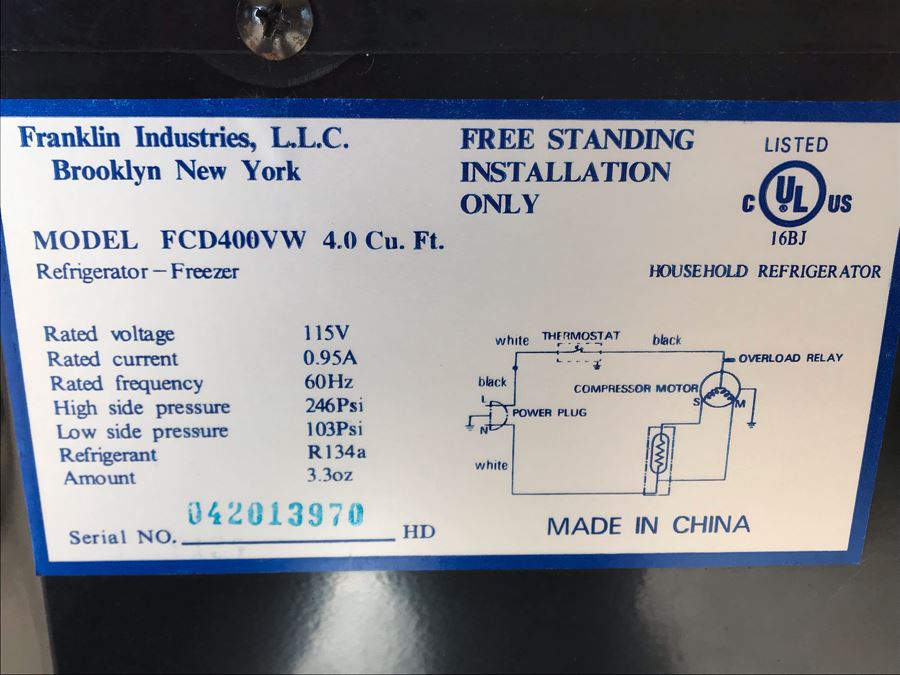 Franklin Industries, L.L.C.
Brooklyn New York
FREE STANDING
INSTALLATION
ONLY
LISTED
C UL US
®
16BJ
MODEL FCD400VW 4.0 Cu. Ft.
Refrigerator-Freezer
HOUSEHOLD REFRIGERATOR
Rated voltage 115V
Rated current 0.95A
Rated frequency 60Hz
High side pressure 246Psi
Low side pressure 103Psi
Refrigerant R134a
Amount 3.3oz
white THERMOSTAT black
OVERLOAD RELAY
black
COMPRESSOR MOTOR
S M
L
POWER PLUG
N
white
Serial NO. 042013970 HD
MADE IN CHINA